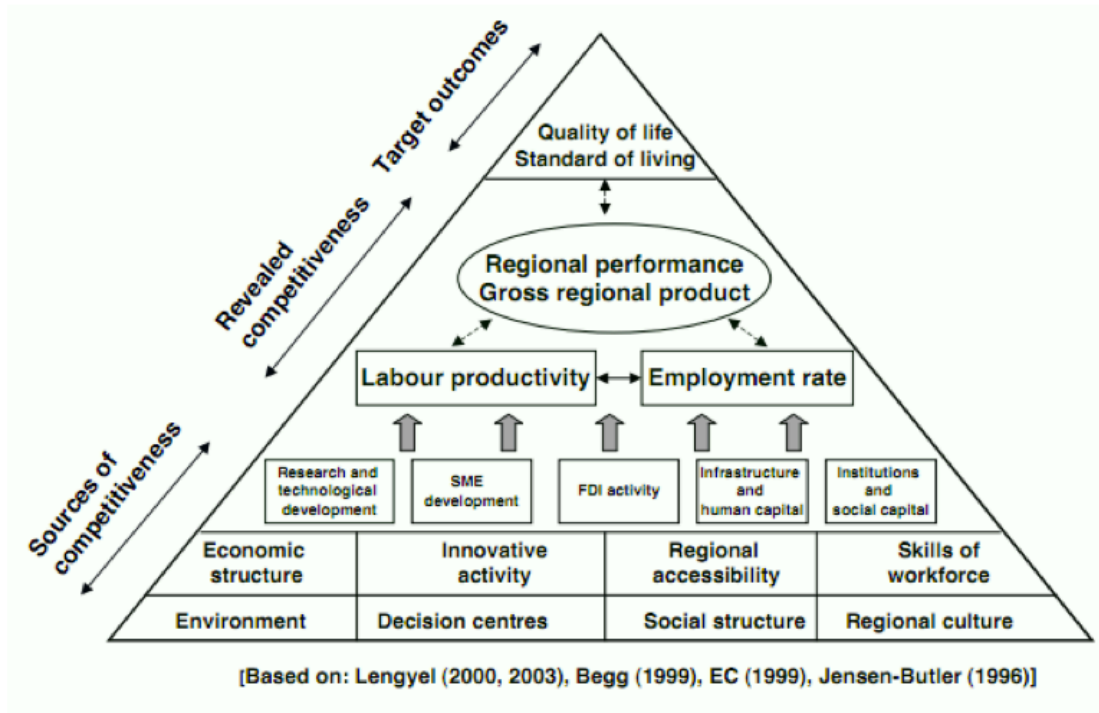 Target outcomes
Quality of life
Standard of living
Revealed
competitiveness
Regional performance
Gross regional product
Labour productivity
Employment rate
Sources of
competitiveness
Research and
technological
development
SME
development
FDI activity
Infrastructure
and
human capital
Institutions
and
social capital
Economic
structure
Innovative
activity
Regional
accessibility
Skills of
workforce
Environment
Decision centres
Social structure
Regional culture
[Based on: Lengyel (2000, 2003), Begg (1999), EC (1999), Jensen-Butler (1996)]